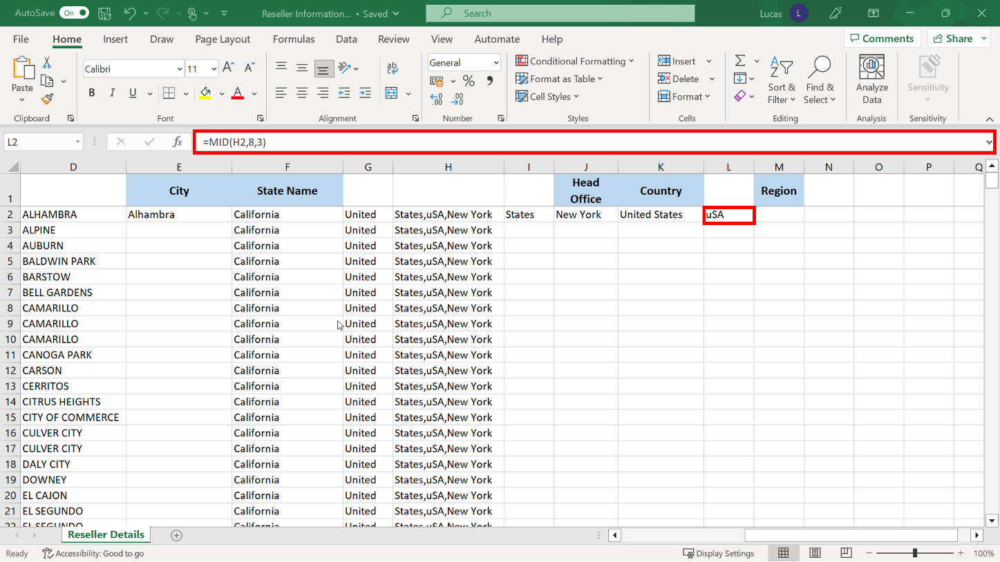 AutoSave On Reseller Information... • Saved Search Lucas L
File Home Insert Draw Page Layout Formulas Data Review View Automate Help Comments Share
Paste
Clipboard
Calibri 11
B I U A
Font
ab
Alignment
General
% 9
.00 .00
Number
Conditional Formatting
Format as Table
Cell Styles
Styles
Insert
Delete
Format
Cells
Sort & Filter
Find & Select
Editing
Analyze Data
Analysis
Sensitivity
Sensitivity
L2 fx =MID(H2,8,3)
D E F G H I J K L M N O P Q
1 City State Name Head Office Country Region
2 ALHAMBRA Alhambra California United States,uSA,New York States New York United States uSA
3 ALPINE California United States,uSA,New York
4 AUBURN California United States,uSA,New York
5 BALDWIN PARK California United States,uSA,New York
6 BARSTOW California United States,uSA,New York
7 BELL GARDENS California United States,uSA,New York
8 CAMARILLO California United States,uSA,New York
9 CAMARILLO California United States,uSA,New York
10 CAMARILLO California United States,uSA,New York
11 CANOGA PARK California United States,uSA,New York
12 CARSON California United States,uSA,New York
13 CERRITOS California United States,uSA,New York
14 CITRUS HEIGHTS California United States,uSA,New York
15 CITY OF COMMERCE California United States,uSA,New York
16 CULVER CITY California United States,uSA,New York
17 CULVER CITY California United States,uSA,New York
18 DALY CITY California United States,uSA,New York
19 DOWNEY California United States,uSA,New York
20 EL CAJON California United States,uSA,New York
21 EL SEGUNDO California United States,uSA,New York
22 EL SEGUNDO California United States,uSA,New York
Reseller Details
Ready Accessibility: Good to go Display Settings 100%